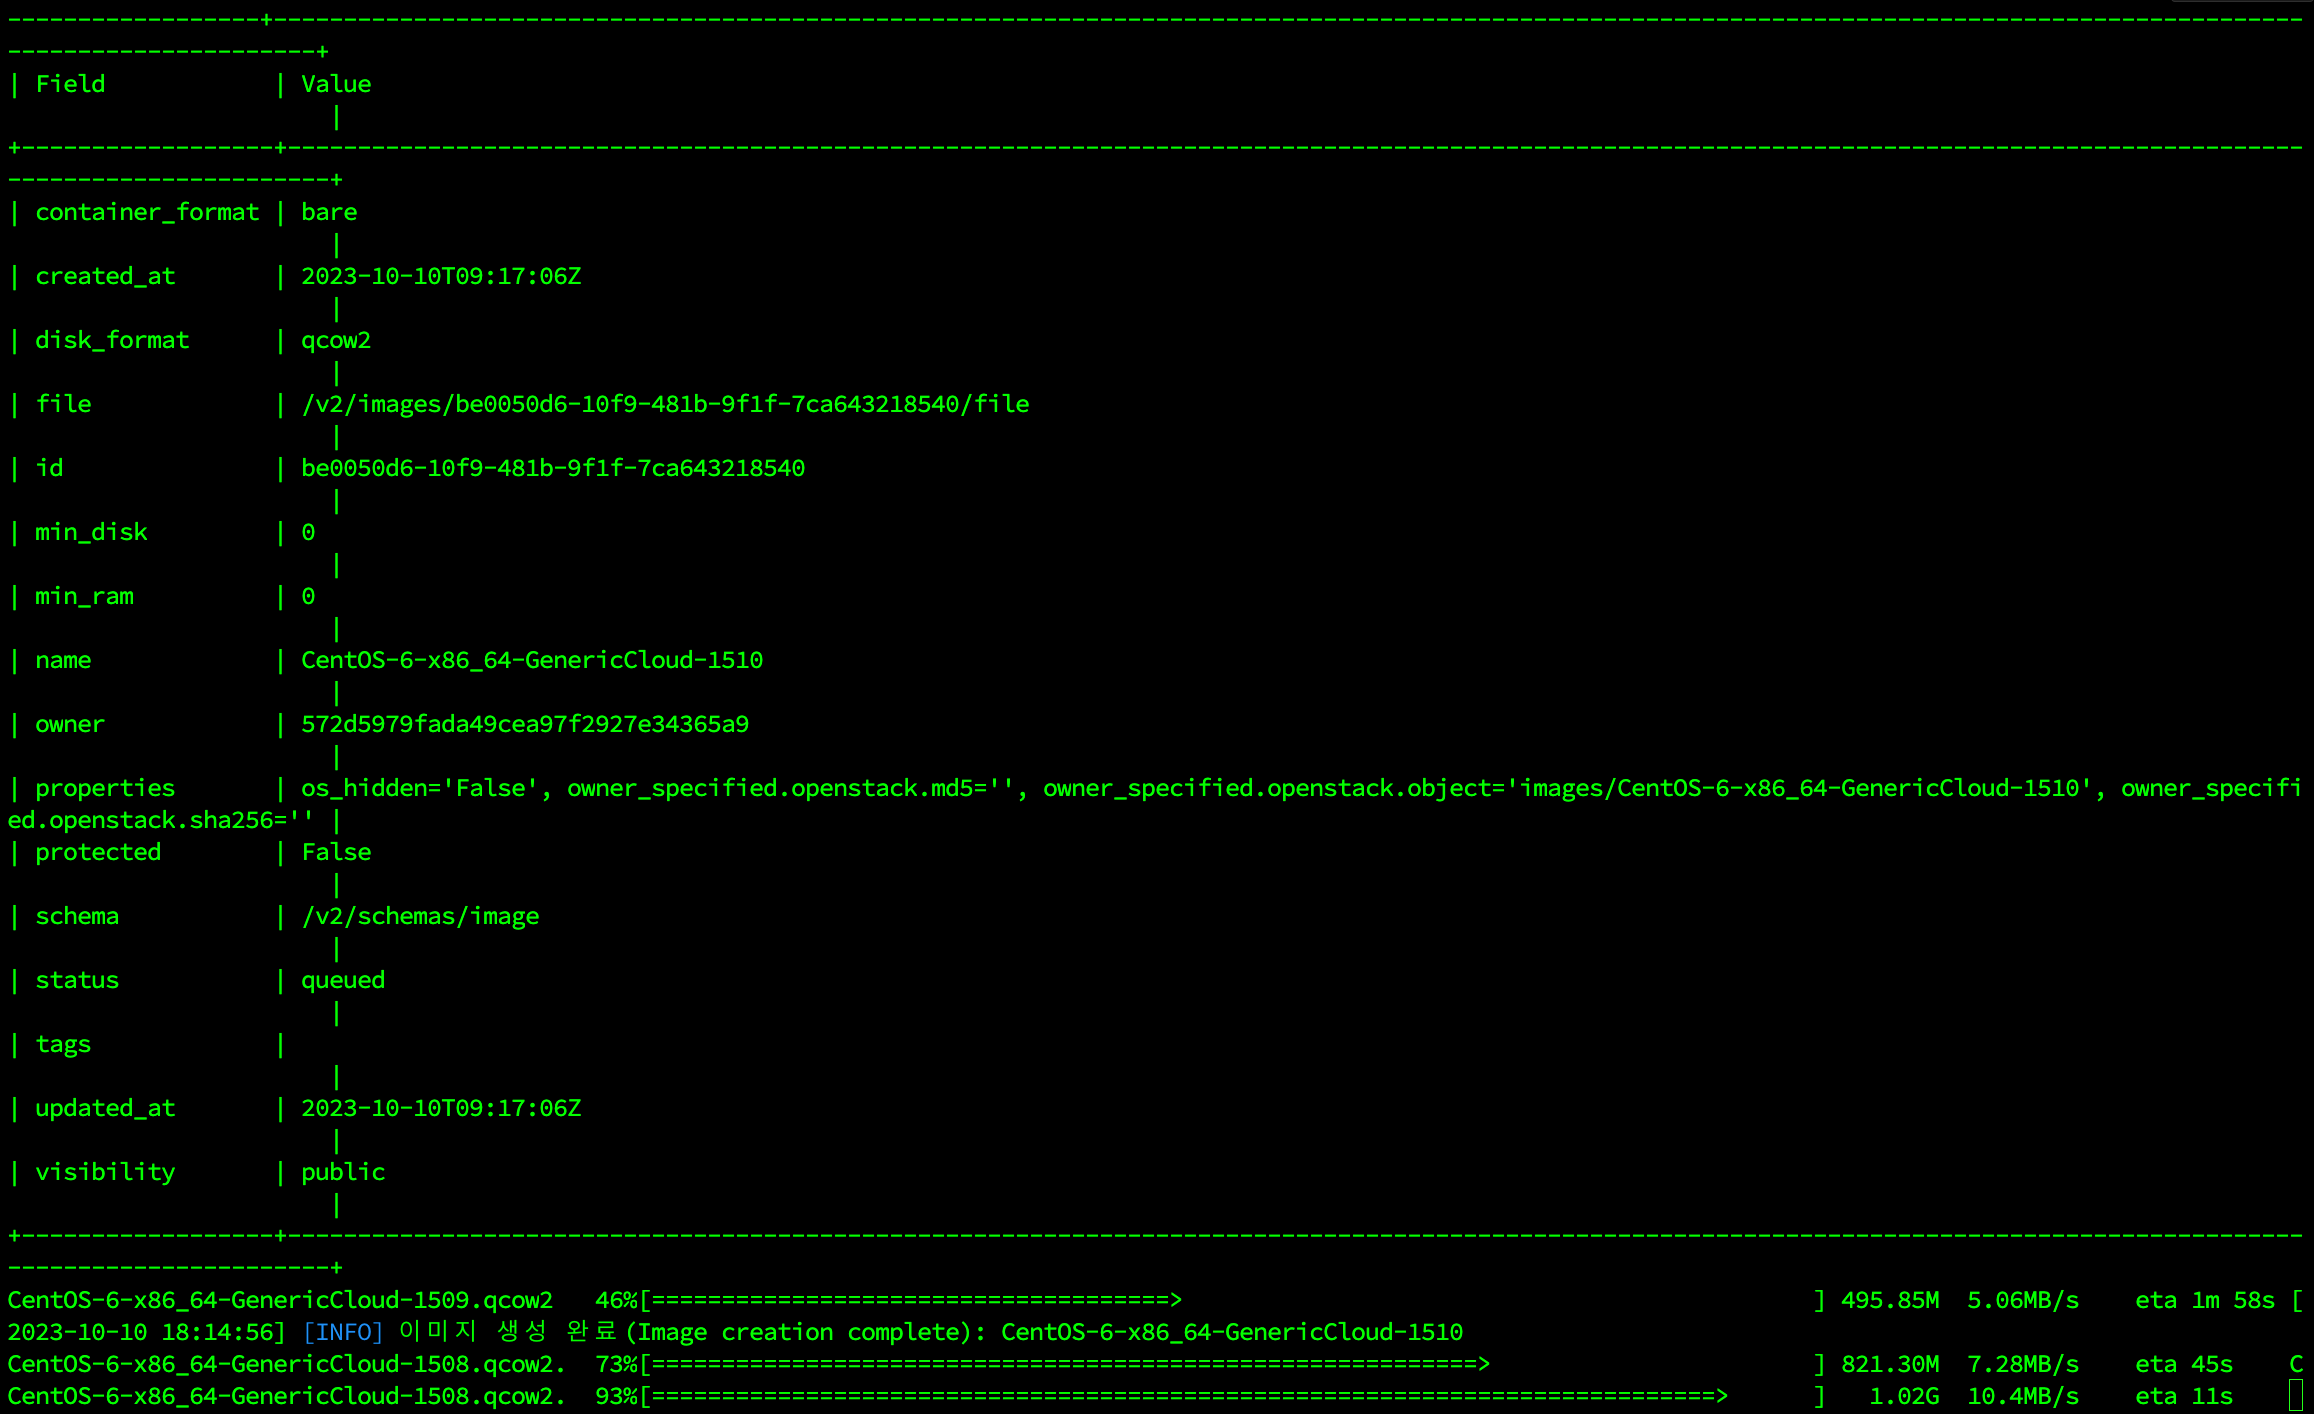 ------------------+-------------------------------------------------------------------------------------------------------------------------------------------------
----------------------+
| Field            | Value
                       |
+------------------+------------------------------------------------------------------------------------------------------------------------------------------------
-----------------------+
| container_format | bare
                       |
| created_at       | 2023-10-10T09:17:06Z
                       |
| disk_format      | qcow2
                       |
| file             | /v2/images/be0050d6-10f9-481b-9f1f-7ca643218540/file
                       |
| id               | be0050d6-10f9-481b-9f1f-7ca643218540
                       |
| min_disk         | 0
                       |
| min_ram          | 0
                       |
| name             | CentOS-6-x86_64-GenericCloud-1510
                       |
| owner            | 572d5979fada49cea97f2927e34365a9
                       |
| properties       | os_hidden='False', owner_specified.openstack.md5='', owner_specified.openstack.object='images/CentOS-6-x86_64-GenericCloud-1510', owner_specifi
ed.openstack.sha256='' |
| protected        | False
                       |
| schema           | /v2/schemas/image
                       |
| status           | queued
                       |
| tags             |
                       |
| updated_at       | 2023-10-10T09:17:06Z
                       |
| visibility       | public
                       |
+------------------+------------------------------------------------------------------------------------------------------------------------------------------------
-----------------------+
CentOS-6-x86_64-GenericCloud-1509.qcow2   46%[=====================================>                                             ] 495.85M  5.06MB/s    eta 1m 58s [
2023-10-10 18:14:56] [INFO] 이미지 생성 완료(Image creation complete): CentOS-6-x86_64-GenericCloud-1510
CentOS-6-x86_64-GenericCloud-1508.qcow2.  73%[===========================================================>                       ] 821.30M  7.28MB/s    eta 45s    C
CentOS-6-x86_64-GenericCloud-1508.qcow2.  93%[============================================================================>      ]   1.02G  10.4MB/s    eta 11s